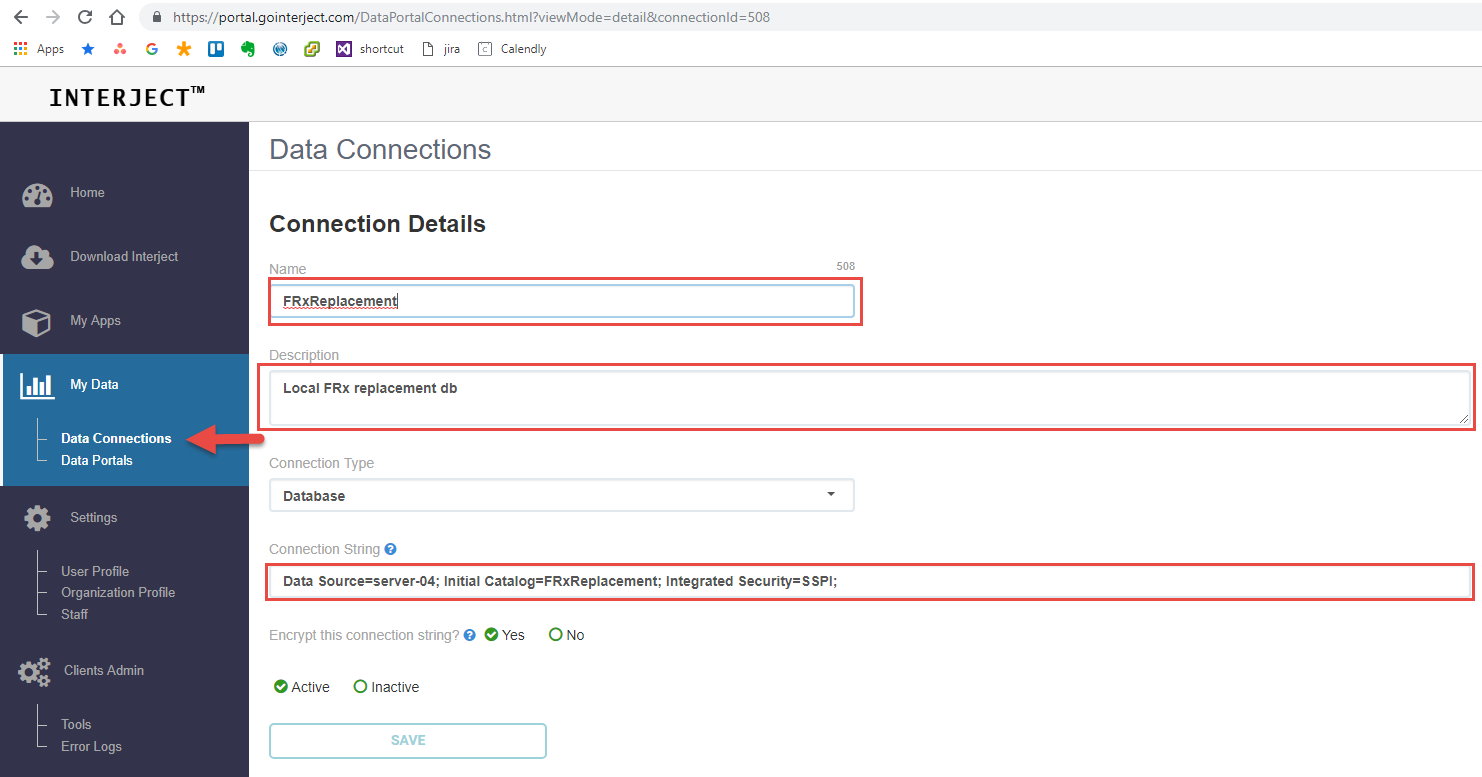 https://portal.gointerject.com/DataPortalConnections.html?viewMode=detail&connectionId=508
Apps shortcut jira C Calendly
INTERJECT™
Data Connections
Home
Download Interject
My Apps
My Data
Data Connections
Data Portals
Settings
User Profile
Organization Profile
Staff
Clients Admin
Tools
Error Logs
Connection Details
Name 508
FRxReplacement
Description
Local FRx replacement db
Connection Type
Database
Connection String ?
Data Source=server-04; Initial Catalog=FRxReplacement; Integrated Security=SSPI;
Encrypt this connection string? ? Yes No
Active Inactive
SAVE